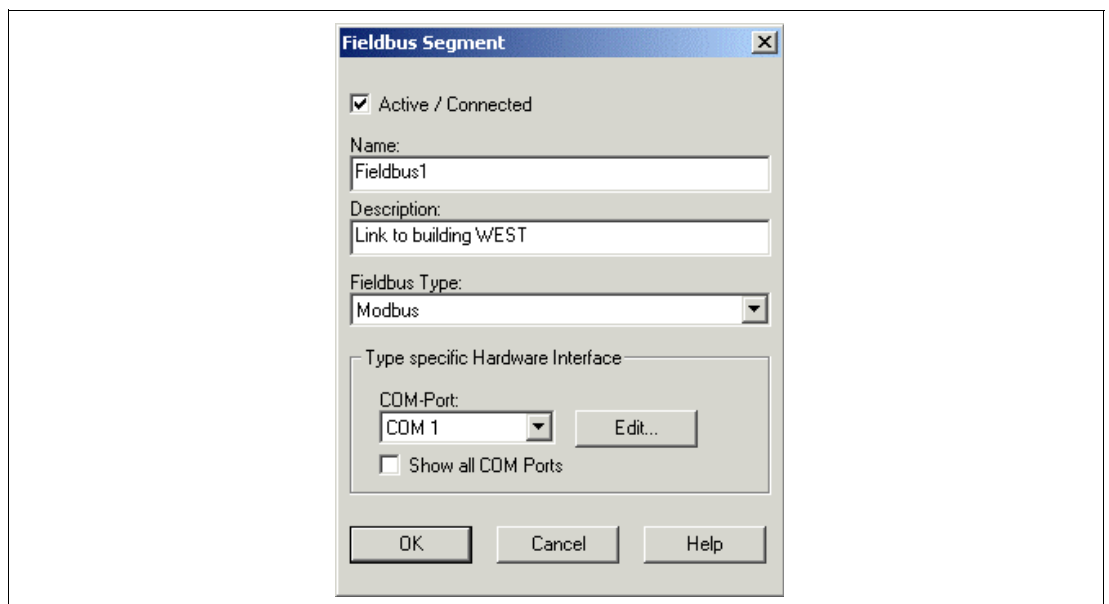 Fieldbus Segment
Active / Connected
Name:
Fieldbus1
Description:
Link to building WEST
Fieldbus Type:
Modbus
Type specific Hardware Interface
COM-Port:
COM 1 Edit...
Show all COM Ports
OK Cancel Help